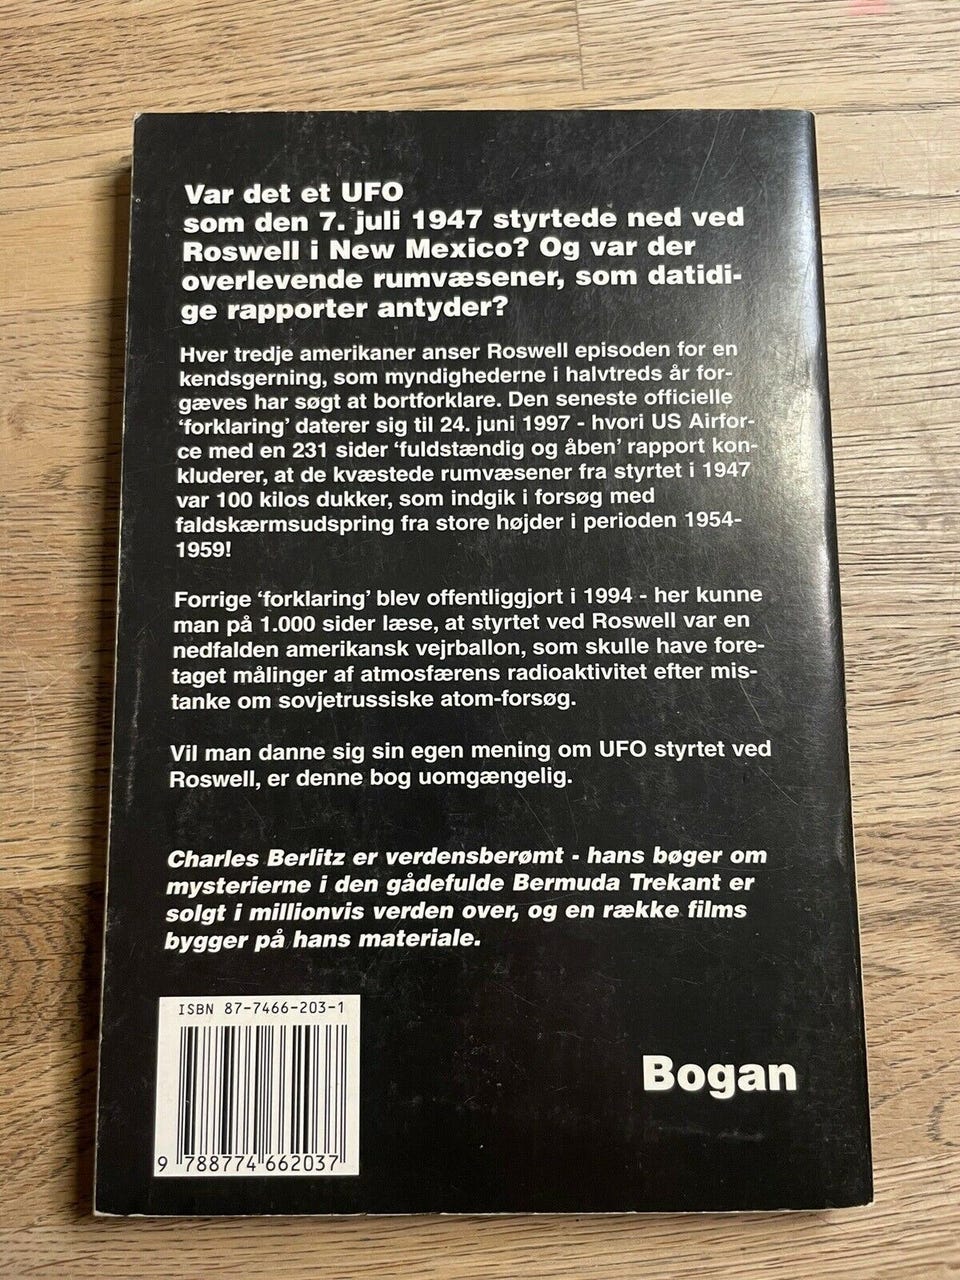 Var det et UFO
som den 7. juli 1947 styrtede ned ved
Roswell i New Mexico? Og var der
overlevende rumvæsener, som datidi-
ge rapporter antyder?
Hver tredje amerikaner anser Roswell episoden for en
kendsgerning, som myndighederne i halvtreds år for-
gæves har søgt at bortforklare. Den seneste officielle
'forklaring' daterer sig til 24. juni 1997 - hvori US Airfor-
ce med en 231 sider 'fuldstændig og åben' rapport kon-
kluderer, at de kvæstede rumvæsener fra styrtet i 1947
var 100 kilos dukker, som indgik i forsøg med
faldskærmsudspring fra store højder i perioden 1954-
1959!
Forrige 'forklaring' blev offentliggjort i 1994 - her kunne
man på 1.000 sider læse, at styrtet ved Roswell var en
nedfalden amerikansk vejrballon, som skulle have fore-
taget målinger af atmosfærens radioaktivitet efter mis-
tanke om sovjetrussiske atom-forsøg.
Vil man danne sig sin egen mening om UFO styrtet ved
Roswell, er denne bog uomgængelig.
Charles Berlitz er verdensberømt - hans bøger om
mysterierne i den gådefulde Bermuda Trekant er
solgt i millionvis verden over, og en række films
bygger på hans materiale.
ISBN 87-7466-203-1
Bogan
9 788774 662037